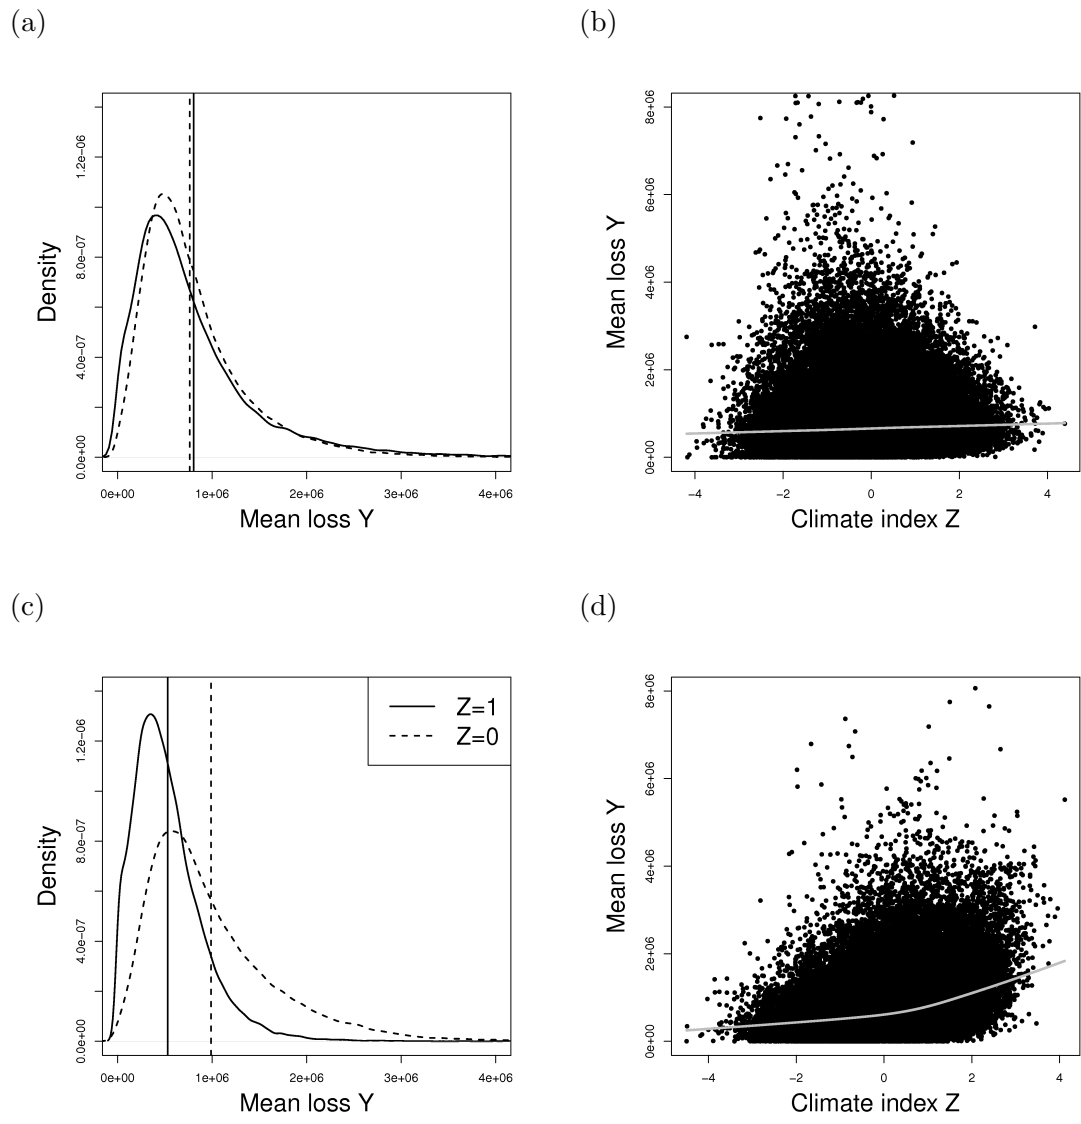 (a)
(b)
Density
0.0e+00
4.0e-07
8.0e-07
1.2e-06
0e+00 1e+06 2e+06 3e+06 4e+06
Mean loss Y
Mean loss Y
0e+00
2e+06
4e+06
6e+06
8e+06
−4 −2 0 2 4
Climate index Z
(c)
(d)
Density
0.0e+00
4.0e-07
8.0e-07
1.2e-06
Z=1
Z=0
0e+00 1e+06 2e+06 3e+06 4e+06
Mean loss Y
Mean loss Y
0e+00
2e+06
4e+06
6e+06
8e+06
−4 −2 0 2 4
Climate index Z